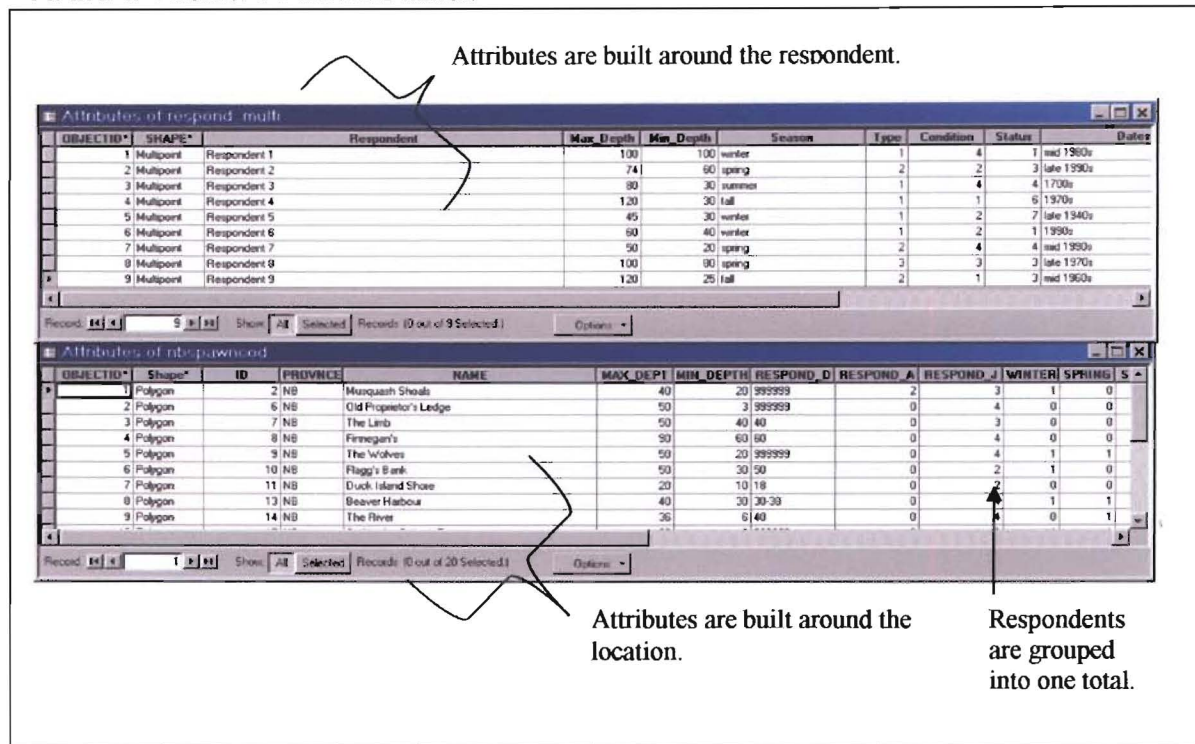 Attributes are built around the respondent.
Attributes of respond_multi
OBJECTID* SHAPE* Respondent Max_Depth Min_Depth Season Type Condition Status Dates
1 Multipoint Respondent 1 100 100 winter 1 4 1 mid 1980s
2 Multipoint Respondent 2 74 60 spring 2 2 3 late 1990s
3 Multipoint Respondent 3 80 30 summer 1 4 4 1700s
4 Multipoint Respondent 4 120 30 fall 1 1 6 1970s
5 Multipoint Respondent 5 45 30 winter 1 2 7 late 1940s
6 Multipoint Respondent 6 60 40 winter 1 2 1 1990s
7 Multipoint Respondent 7 50 20 spring 2 4 4 mid 1990s
8 Multipoint Respondent 8 100 80 spring 3 3 3 late 1970s
9 Multipoint Respondent 9 120 25 fall 2 1 3 mid 1960s
Record: 9 Show: All Selected Records (0 out of 9 Selected.) Options
Attributes of nbspawncod
OBJECTID* Shape* ID PROVNCE NAME MAX_DEPT MIN_DEPTH RESPOND_D RESPOND_A RESPOND_J WINTER SPRING S
1 Polygon 2 NB Musquash Shoals 40 20 999999 2 3 1 0
2 Polygon 6 NB Old Proprietor's Ledge 50 3 999999 0 4 0 0
3 Polygon 7 NB The Limb 50 40 40 0 3 0 0
4 Polygon 8 NB Finnegan's 90 60 60 0 4 0 0
5 Polygon 9 NB The Wolves 50 20 999999 0 4 1 1
6 Polygon 10 NB Flagg's Bank 50 30 50 0 2 1 0
7 Polygon 11 NB Duck Island Shore 20 10 18 0 2 0 0
8 Polygon 13 NB Beaver Harbour 40 30 30-38 0 1 1
9 Polygon 14 NB The River 36 6 40 0 4 0 1
Record: 1 Show: All Selected Records (0 out of 20 Selected.) Options
Attributes are built around the
location.
Respondents
are grouped
into one total.